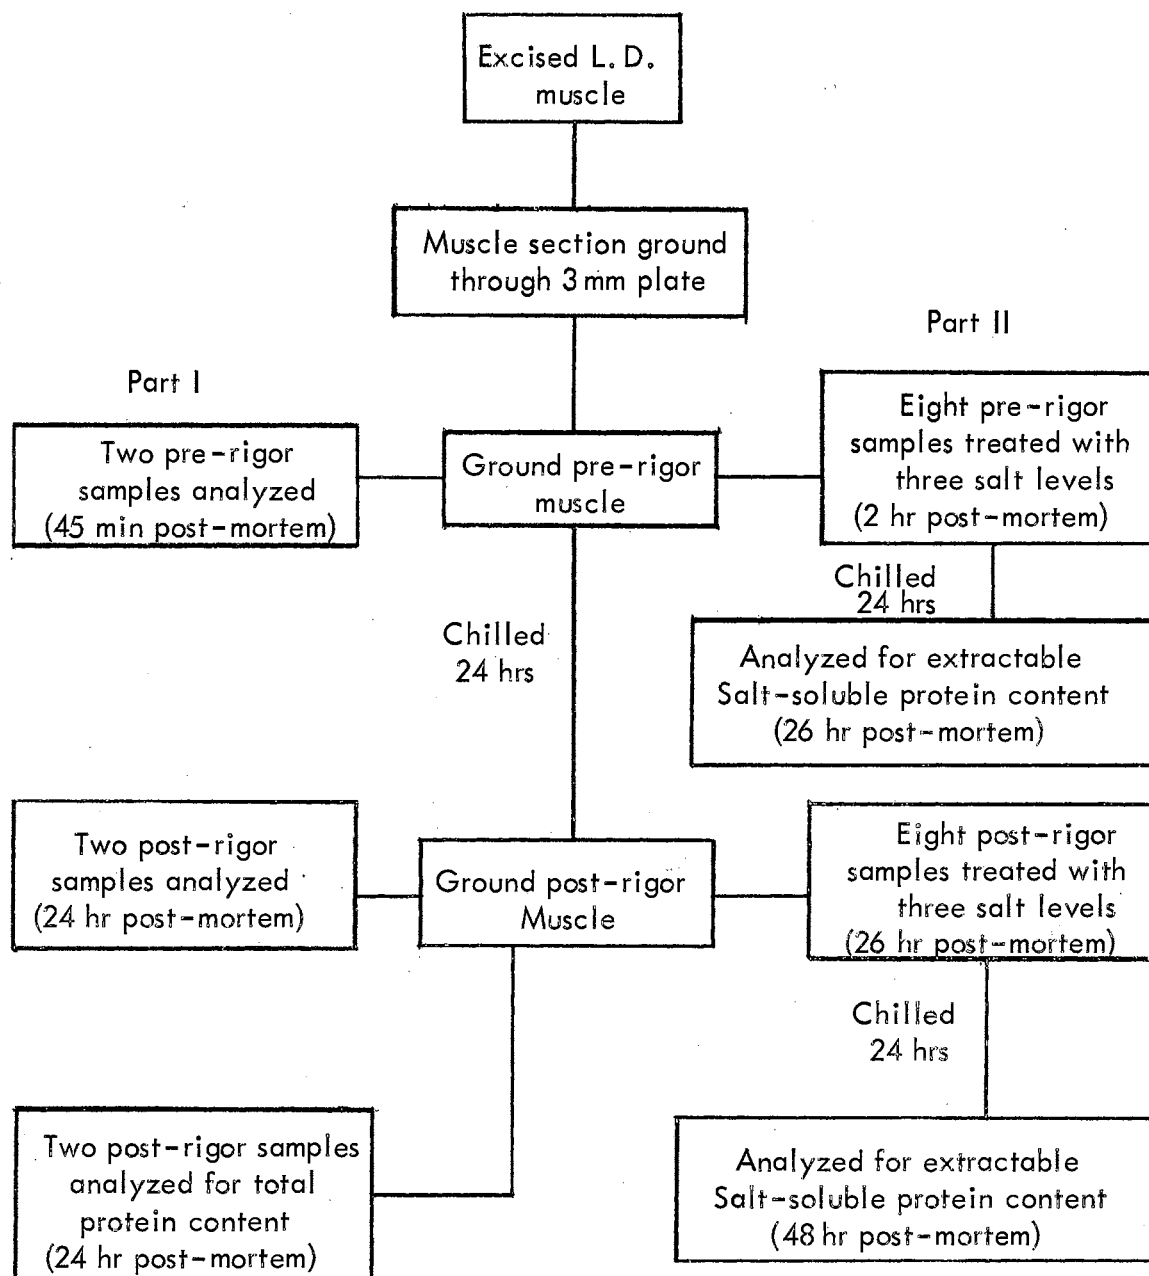 Excised L. D.
muscle
Muscle section ground
through 3 mm plate
Part II
Part I
Eight pre-rigor
samples treated with
three salt levels
(2 hr post-mortem)
Two pre-rigor
samples analyzed
(45 min post-mortem)
Ground pre-rigor
muscle
Chilled
24 hrs
Chilled
24 hrs
Analyzed for extractable
Salt-soluble protein content
(26 hr post-mortem)
Two post-rigor
samples analyzed
(24 hr post-mortem)
Ground post-rigor
Muscle
Eight post-rigor
samples treated with
three salt levels
(26 hr post-mortem)
Chilled
24 hrs
Two post-rigor samples
analyzed for total
protein content
(24 hr post-mortem)
Analyzed for extractable
Salt-soluble protein content
(48 hr post-mortem)